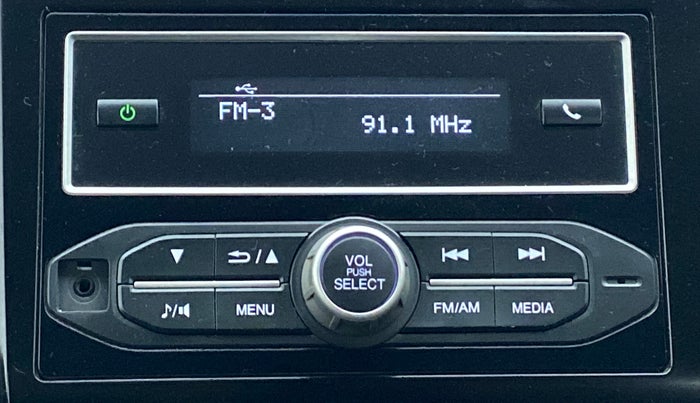 FM-3
91.1 MHz
VOL
PUSH
SELECT
MENU
FM/AM
MEDIA